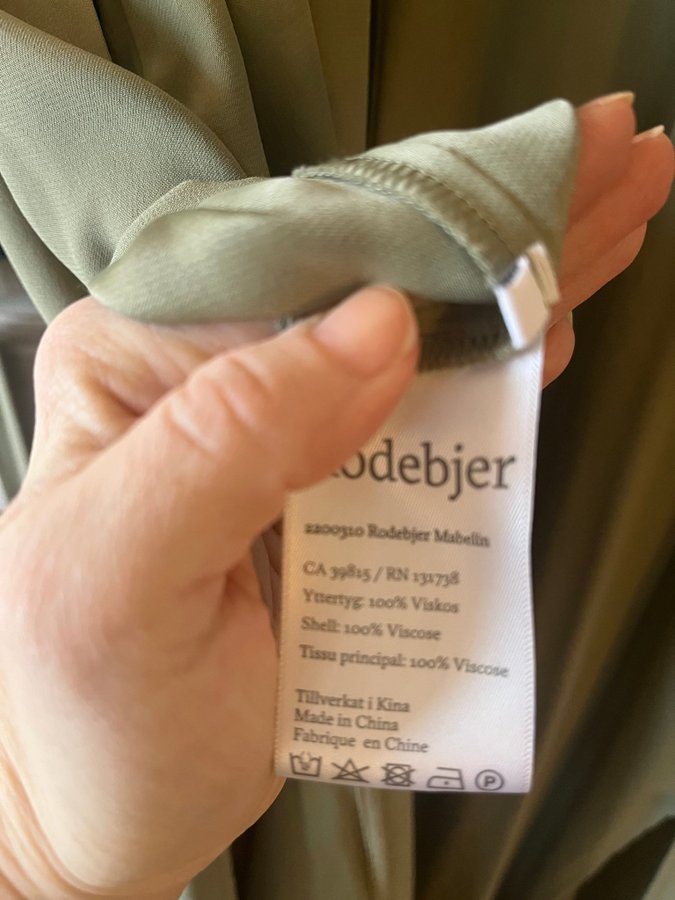 Rodebjer
2200310 Rodebjer Mabelin
CA 39815 / RN 131738
Yttertyg: 100% Viskos
Shell: 100% Viscose
Tissu principal: 100% Viscose
Tillverkat i Kina
Made in China
Fabrique en Chine
P